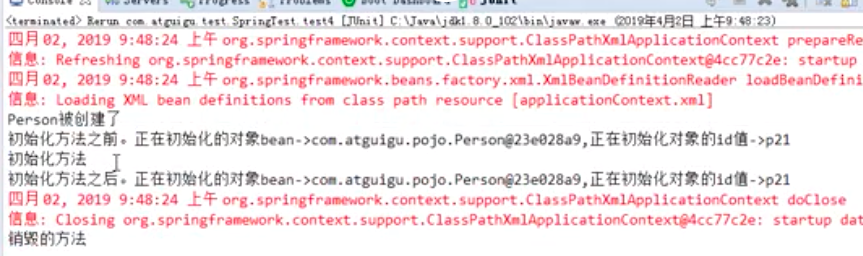 Console Servers Progress Problems JUnit
<terminated> Rerun com.atguigu.test.SpringTest.test4 [JUnit] C:\Java\jdk1.8.0_102\bin\javaw.exe (2019年4月2日 上午9:48:23)
四月 02, 2019 9:48:24 上午 org.springframework.context.support.ClassPathXmlApplicationContext prepareRe
信息: Refreshing org.springframework.context.support.ClassPathXmlApplicationContext@4cc77c2e: startup
四月 02, 2019 9:48:24 上午 org.springframework.beans.factory.xml.XmlBeanDefinitionReader loadBeanDefini
信息: Loading XML bean definitions from class path resource [applicationContext.xml]
Person被创建了
初始化方法之前。正在初始化的对象bean->com.atguigu.pojo.Person@23e028a9,正在初始化对象的id值->p21
初始化方法
初始化方法之后。正在初始化的对象bean->com.atguigu.pojo.Person@23e028a9,正在初始化对象的id值->p21
四月 02, 2019 9:48:24 上午 org.springframework.context.support.ClassPathXmlApplicationContext doClose
信息: Closing org.springframework.context.support.ClassPathXmlApplicationContext@4cc77c2e: startup dat
销毁的方法